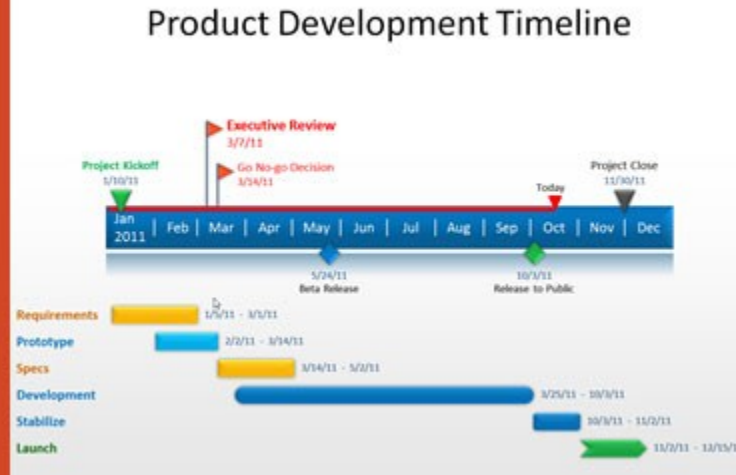 Product Development Timeline
Executive Review
3/7/11
Go No-go Decision
3/14/11
Project Kickoff
1/10/11
Project Close
11/30/11
Today
Jan 2011 | Feb | Mar | Apr | May | Jun | Jul | Aug | Sep | Oct | Nov | Dec
5/24/11
Beta Release
10/3/11
Release to Public
Requirements 1/5/11 - 3/1/11
Prototype 2/2/11 - 3/14/11
Specs 3/14/11 - 5/2/11
Development 3/25/11 - 10/3/11
Stabilize 10/3/11 - 11/2/11
Launch 11/2/11 -